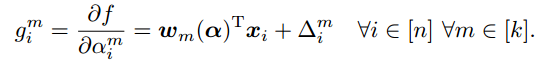 g_i^m = ∂f/∂α_i^m = w_m(α)^T x_i + Δ_i^m ∀i ∈ [n] ∀m ∈ [k].